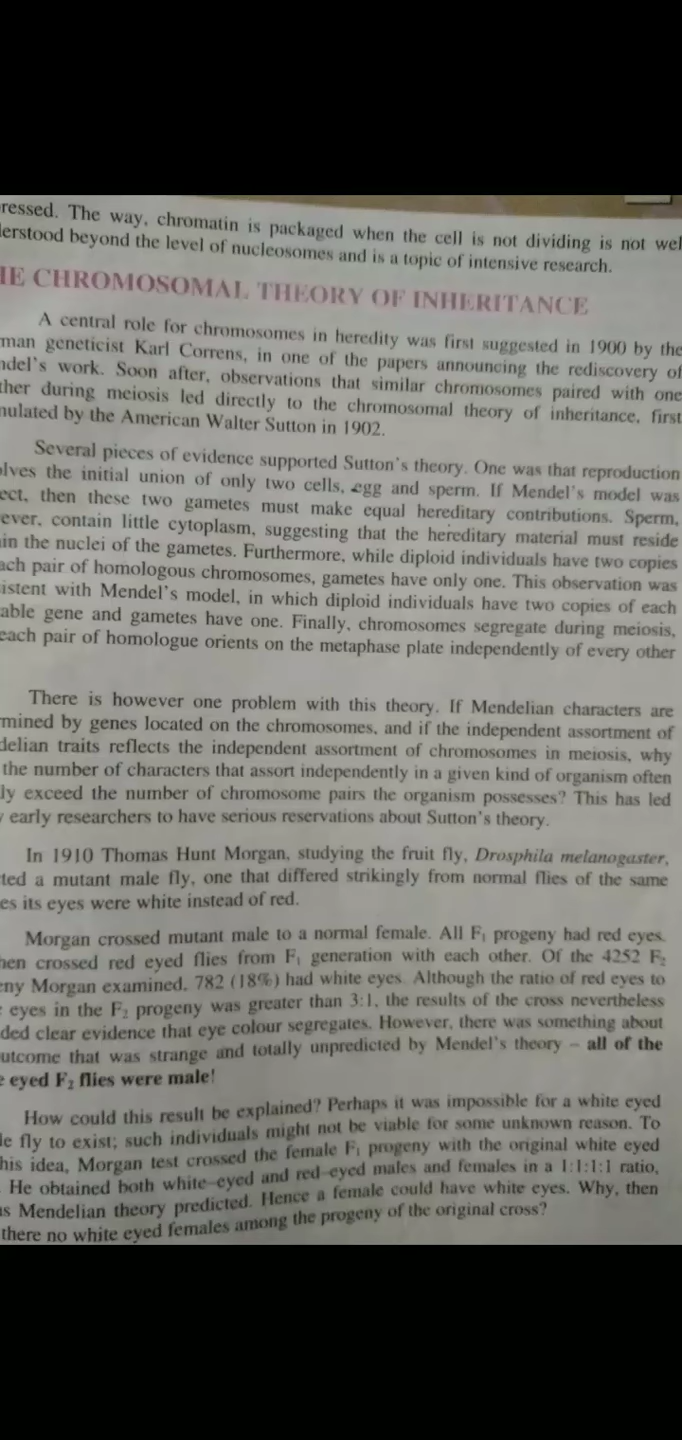 ressed. The way, chromatin is packaged when the cell is not dividing is not wel
lerstood beyond the level of nucleosomes and is a topic of intensive research.
IE CHROMOSOMAL THEORY OF INHERITANCE
A central role for chromosomes in heredity was first suggested in 1900 by the
man geneticist Karl Correns, in one of the papers announcing the rediscovery of
ndel's work. Soon after, observations that similar chromosomes paired with one
ther during meiosis led directly to the chromosomal theory of inheritance, first
mulated by the American Walter Sutton in 1902.
Several pieces of evidence supported Sutton's theory. One was that reproduction
olves the initial union of only two cells, egg and sperm. If Mendel's model was
ect, then these two gametes must make equal hereditary contributions. Sperm,
ever, contain little cytoplasm, suggesting that the hereditary material must reside
in the nuclei of the gametes. Furthermore, while diploid individuals have two copies
ach pair of homologous chromosomes, gametes have only one. This observation was
istent with Mendel's model, in which diploid individuals have two copies of each
able gene and gametes have one. Finally, chromosomes segregate during meiosis,
each pair of homologue orients on the metaphase plate independently of every other
There is however one problem with this theory. If Mendelian characters are
mined by genes located on the chromosomes, and if the independent assortment of
delian traits reflects the independent assortment of chromosomes in meiosis, why
the number of characters that assort independently in a given kind of organism often
ly exceed the number of chromosome pairs the organism possesses? This has led
y early researchers to have serious reservations about Sutton's theory.
In 1910 Thomas Hunt Morgan, studying the fruit fly, Drosphila melanogaster,
ted a mutant male fly, one that differed strikingly from normal flies of the same
es its eyes were white instead of red.
Morgan crossed mutant male to a normal female. All F₁ progeny had red eyes.
hen crossed red eyed flies from F₁ generation with each other. Of the 4252 F₂
eny Morgan examined, 782 (18%) had white eyes. Although the ratio of red eyes to
e eyes in the F₂ progeny was greater than 3:1, the results of the cross nevertheless
ded clear evidence that eye colour segregates. However, there was something about
utcome that was strange and totally unpredicted by Mendel's theory – all of the
e eyed F₂ flies were male!
How could this result be explained? Perhaps it was impossible for a white eyed
le fly to exist; such individuals might not be viable for some unknown reason. To
his idea, Morgan test crossed the female F₁ progeny with the original white eyed
. He obtained both white-eyed and red-eyed males and females in a 1:1:1:1 ratio,
as Mendelian theory predicted. Hence a female could have white eyes. Why, then
there no white eyed females among the progeny of the original cross?